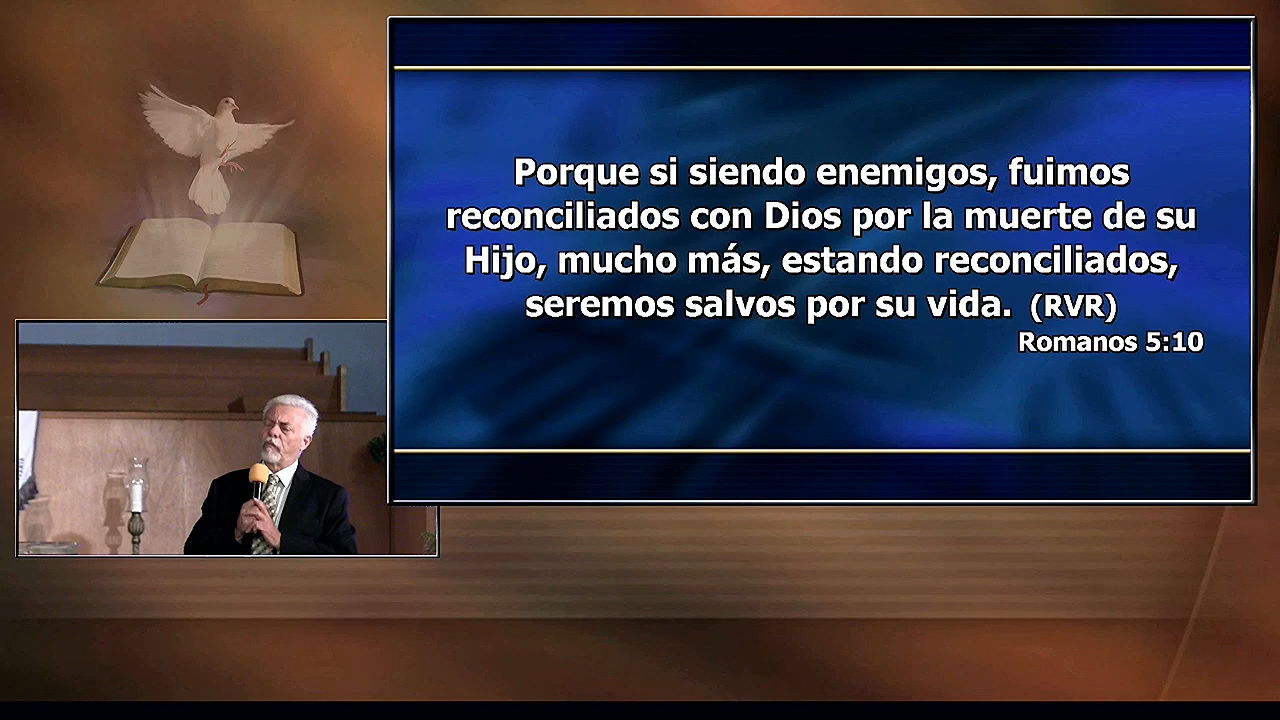 Porque si siendo enemigos, fuimos
reconciliados con Dios por la muerte de su
Hijo, mucho más, estando reconciliados,
seremos salvos por su vida. (RVR)
Romanos 5:10